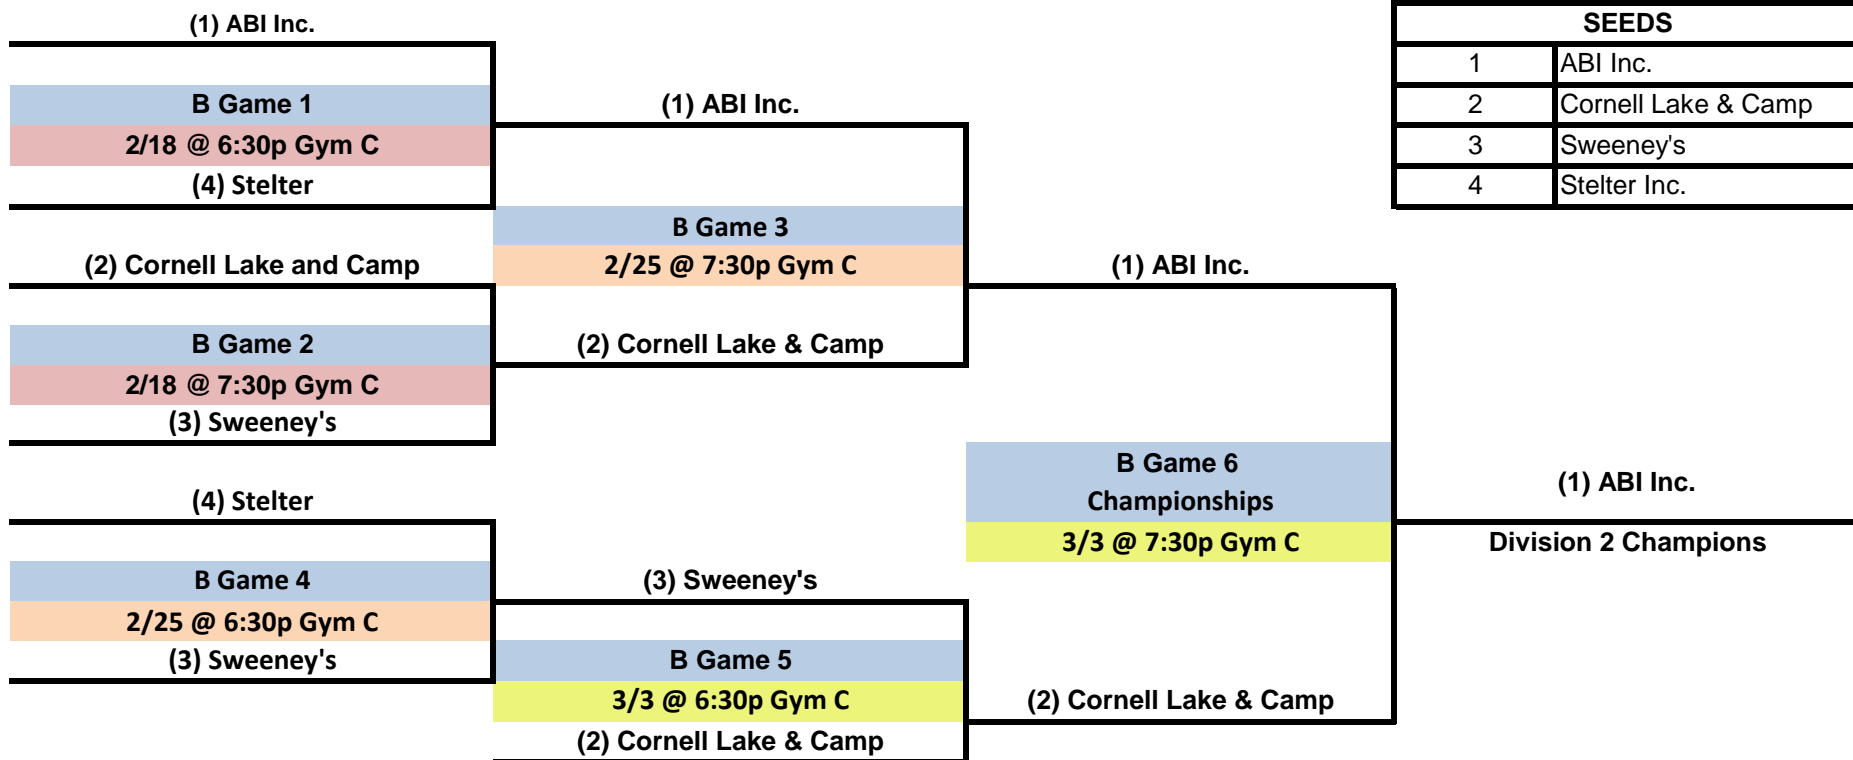 (1) ABI Inc.
B Game 1
2/18 @ 6:30p Gym C
(4) Stelter
(2) Cornell Lake and Camp
B Game 2
2/18 @ 7:30p Gym C
(3) Sweeney's
(4) Stelter
B Game 4
2/25 @ 6:30p Gym C
(3) Sweeney's
(1) ABI Inc.
B Game 3
2/25 @ 7:30p Gym C
(2) Cornell Lake & Camp
(3) Sweeney's
B Game 5
3/3 @ 6:30p Gym C
(2) Cornell Lake & Camp
(1) ABI Inc.
B Game 6
Championships
3/3 @ 7:30p Gym C
(2) Cornell Lake & Camp
(1) ABI Inc.
Division 2 Champions
SEEDS
1 ABI Inc.
2 Cornell Lake & Camp
3 Sweeney's
4 Stelter Inc.